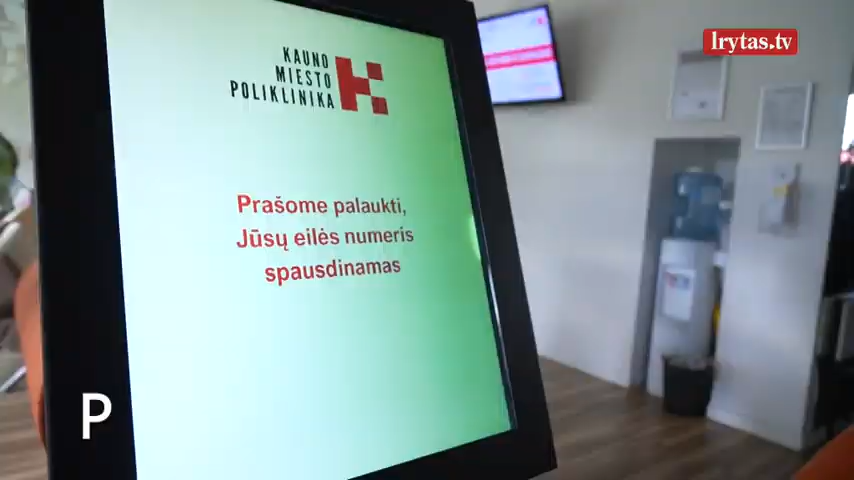 lrytas.tv
KAUNO
MIESTO
POLIKLINIKA
Prašome palaukti,
Jūsų eilės numeris
spausdinamas
P